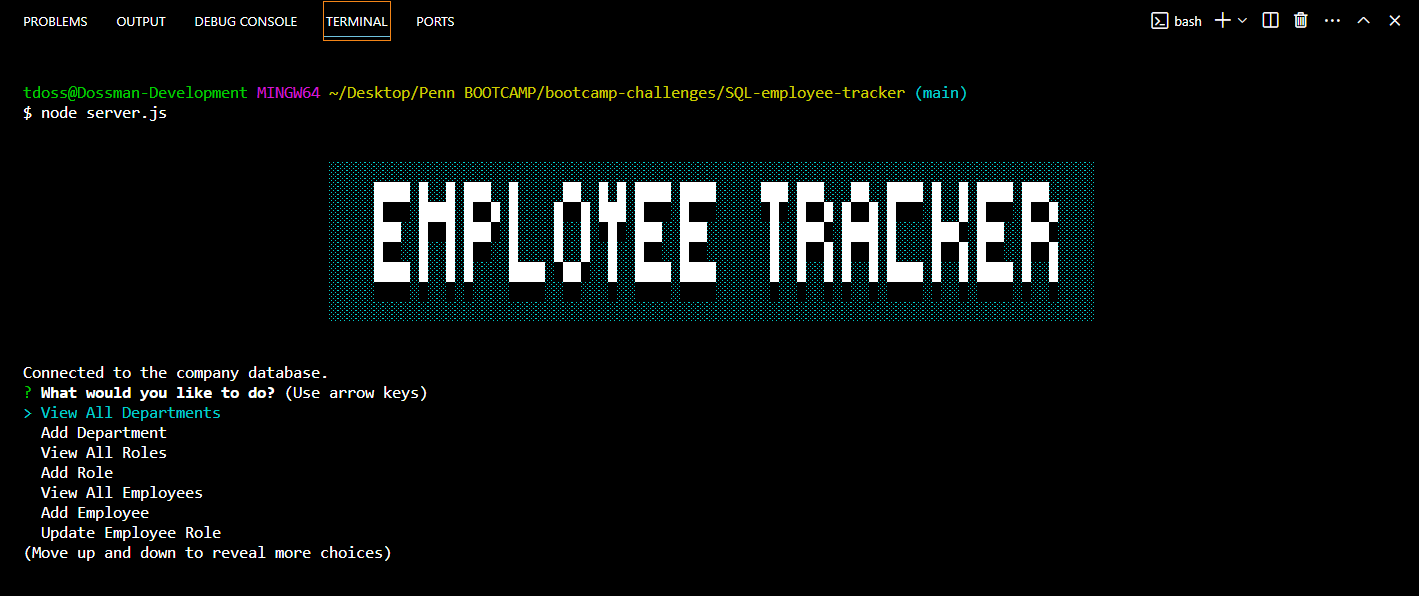 PROBLEMS OUTPUT DEBUG CONSOLE TERMINAL PORTS bash
tdoss@Dossman-Development MINGW64 ~/Desktop/Penn BOOTCAMP/bootcamp-challenges/SQL-employee-tracker (main)
$ node server.js
EMPLOYEE TRACKER
Connected to the company database.
? What would you like to do? (Use arrow keys)
> View All Departments
Add Department
View All Roles
Add Role
View All Employees
Add Employee
Update Employee Role
(Move up and down to reveal more choices)